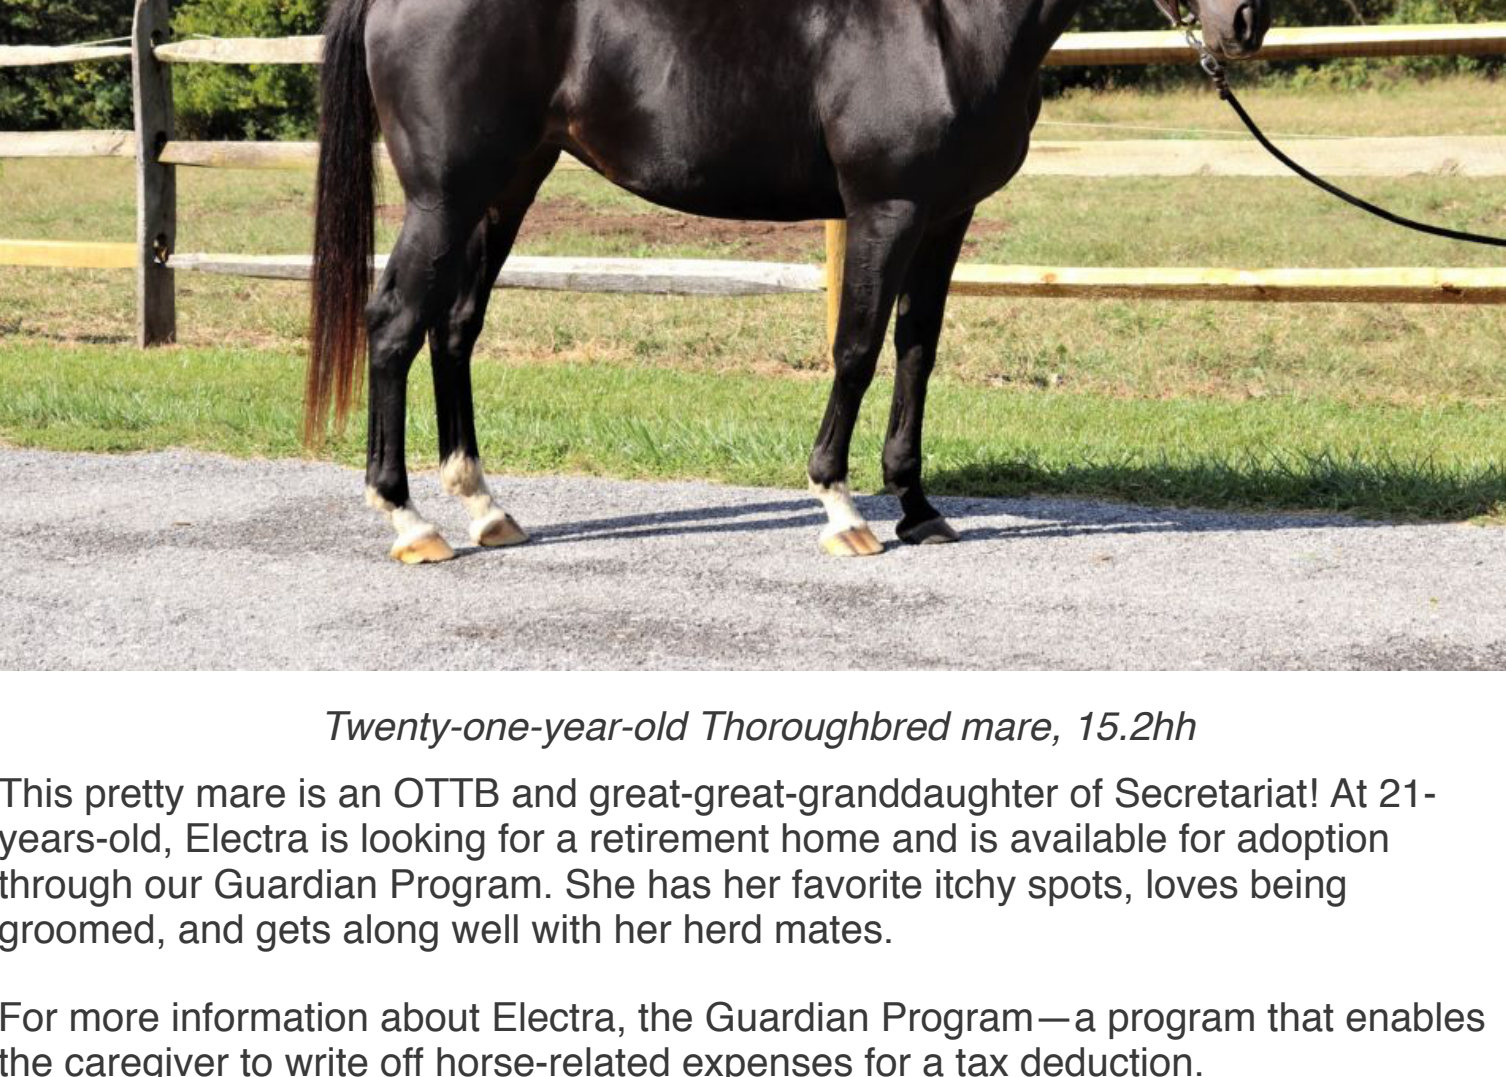 Twenty-one-year-old Thoroughbred mare, 15.2hh
This pretty mare is an OTTB and great-great-granddaughter of Secretariat! At 21-
years-old, Electra is looking for a retirement home and is available for adoption
through our Guardian Program. She has her favorite itchy spots, loves being
groomed, and gets along well with her herd mates.
For more information about Electra, the Guardian Program—a program that enables
the caregiver to write off horse-related expenses for a tax deduction.